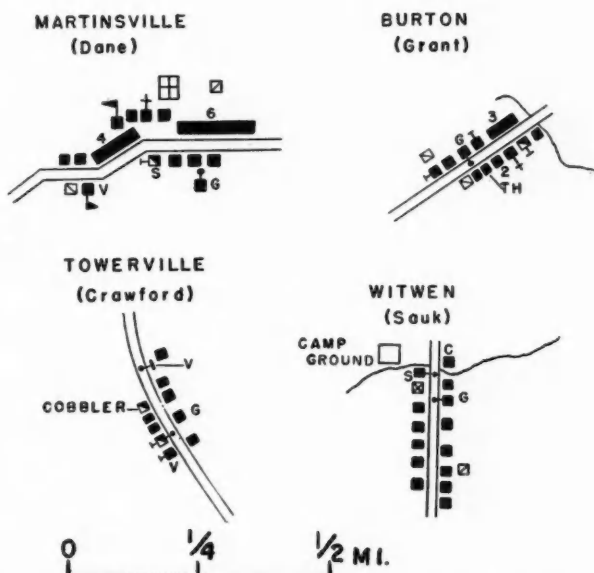 MARTINSVILLE
(Dane)
4
6
S
V
G
BURTON
(Grant)
3
G
2
TH
TOWERVILLE
(Crawford)
V
COBBLER
G
V
WITWEN
(Sauk)
CAMP
GROUND
C
S
G
0 1/4 1/2 MI.